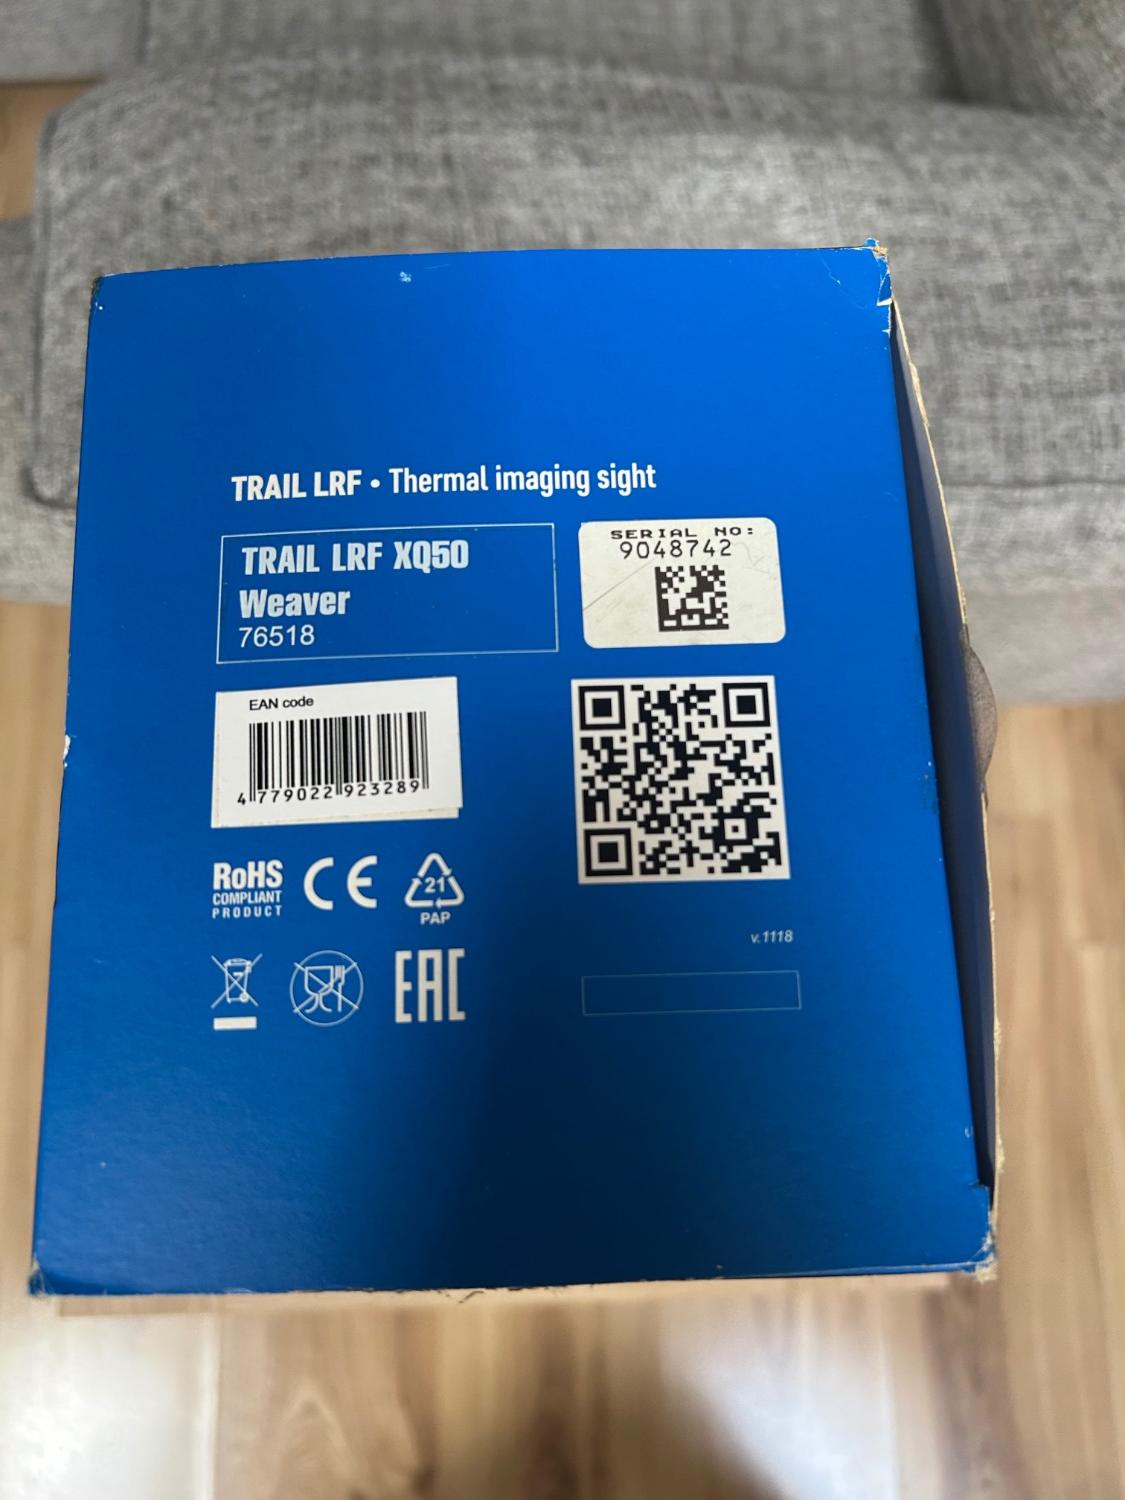 TRAIL LRF • Thermal imaging sight
TRAIL LRF XQ50
Weaver
76518
SERIAL NO:
9048742
EAN code
4 779022 923289
RoHS
COMPLIANT
PRODUCT
CE
21
PAP
EAC
v.1118